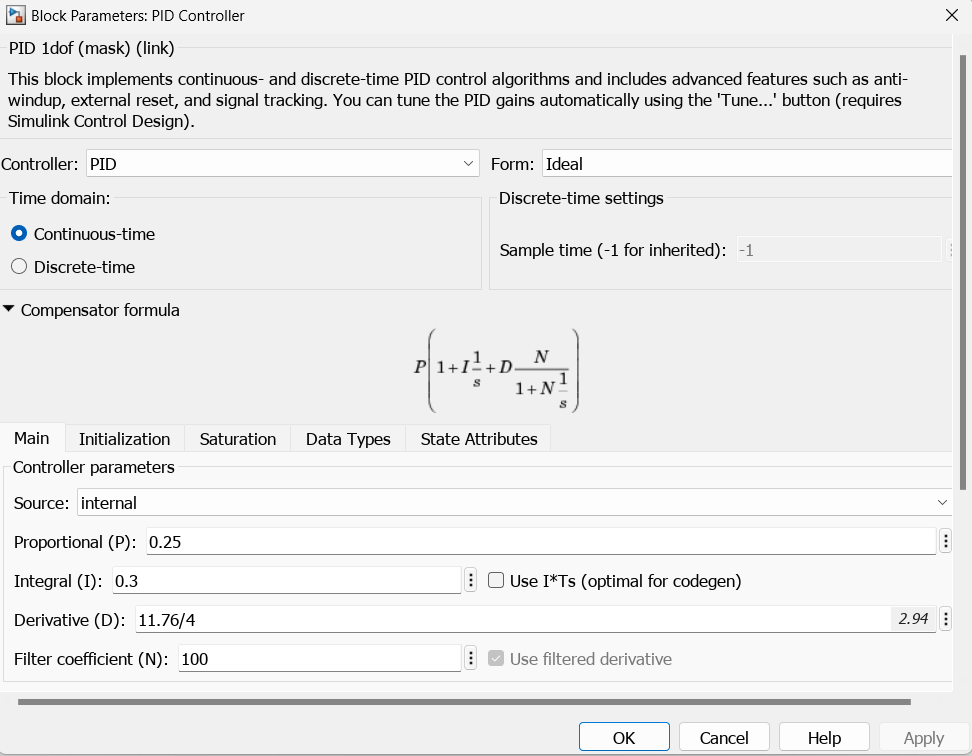 Block Parameters: PID Controller
PID 1dof (mask) (link)
This block implements continuous- and discrete-time PID control algorithms and includes advanced features such as anti-
windup, external reset, and signal tracking. You can tune the PID gains automatically using the 'Tune...' button (requires
Simulink Control Design).
Controller: PID Form: Ideal
Time domain: Discrete-time settings
Continuous-time
Sample time (-1 for inherited): -1
Discrete-time
Compensator formula
P(1+I 1/s + D N/(1+N 1/s))
Main Initialization Saturation Data Types State Attributes
Controller parameters
Source: internal
Proportional (P): 0.25
Integral (I): 0.3 Use I*Ts (optimal for codegen)
Derivative (D): 11.76/4 2.94
Filter coefficient (N): 100 Use filtered derivative
OK Cancel Help Apply